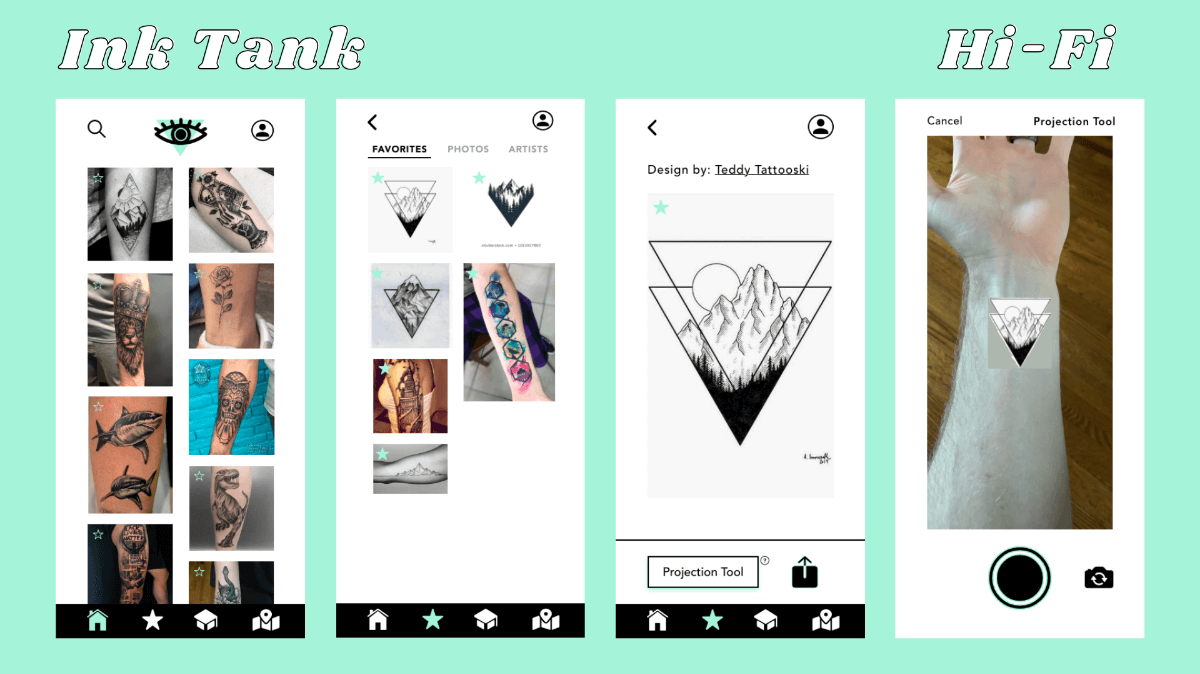 Ink Tank
Hi-Fi
FAVORITES PHOTOS ARTISTS
Design by: Teddy Tattooski
Projection Tool
?
Cancel Projection Tool